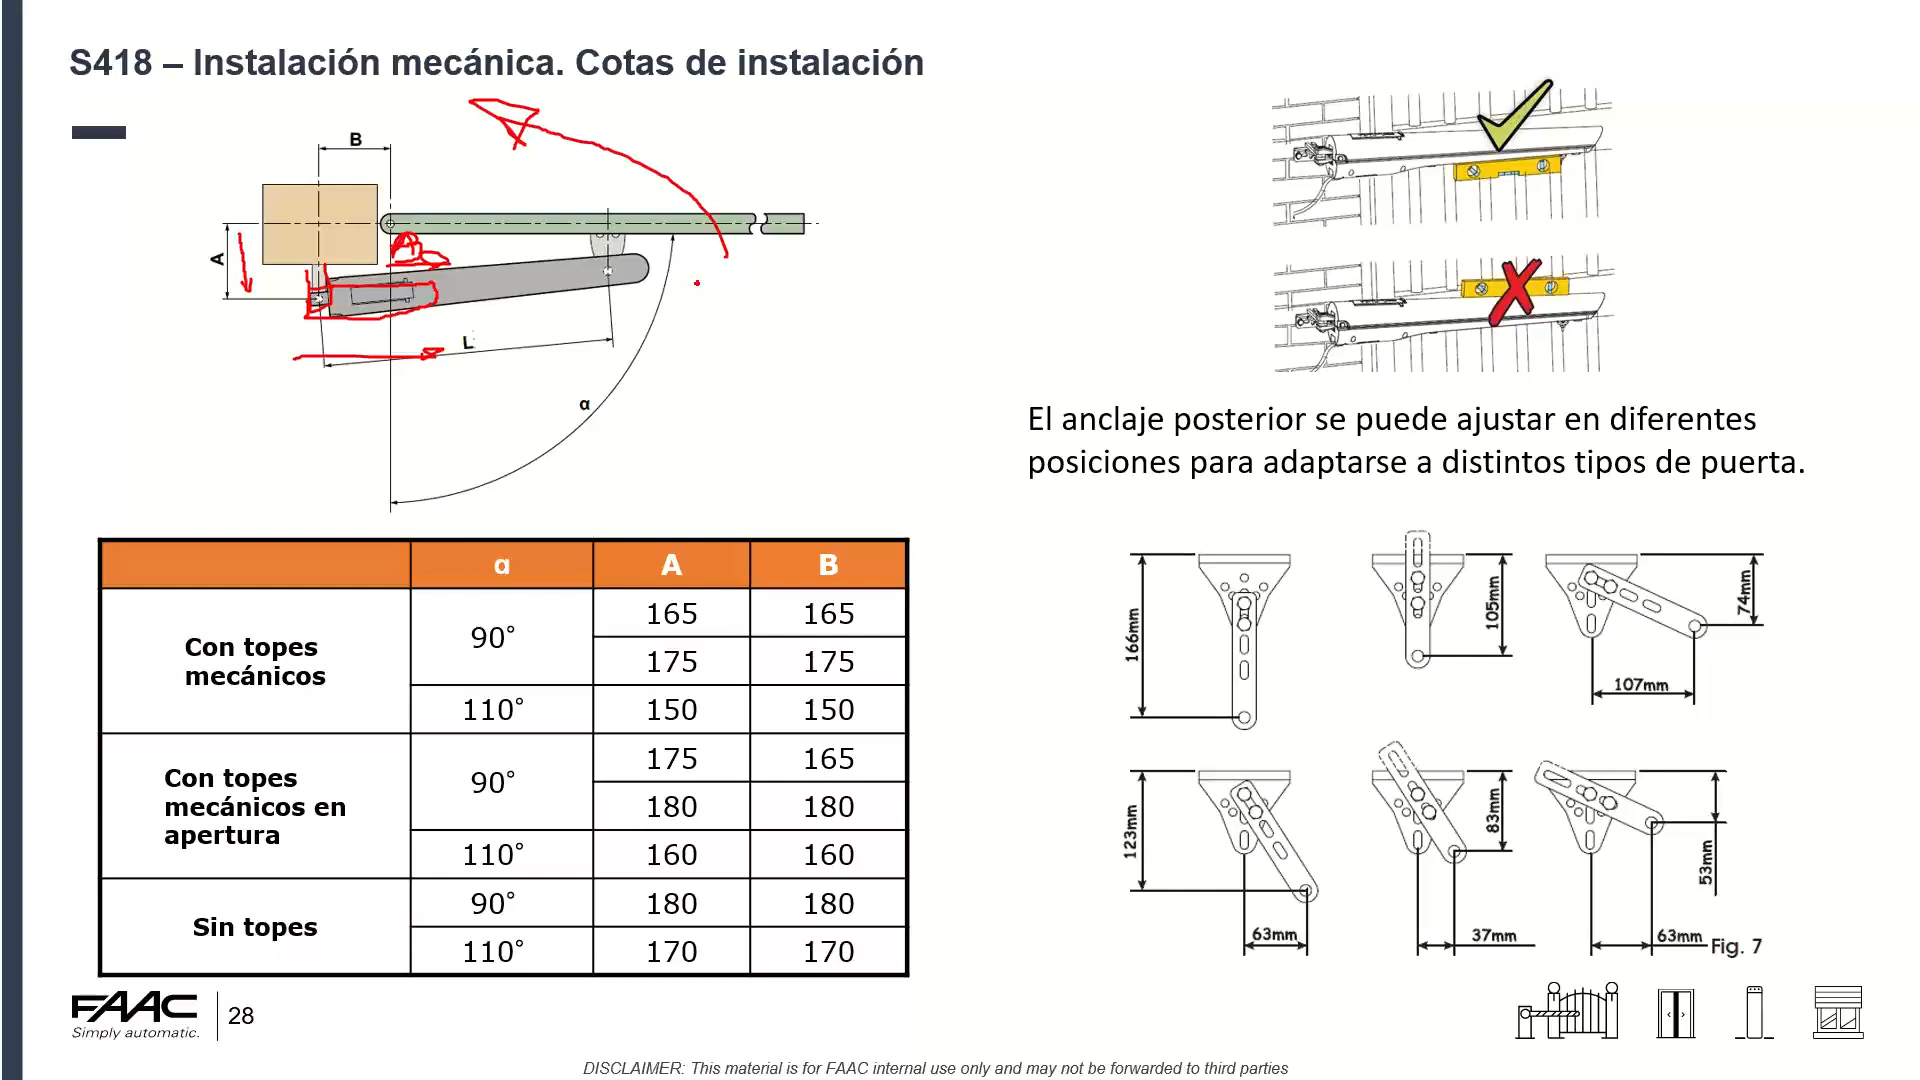 S418 – Instalación mecánica. Cotas de instalación
B
A
L
α
El anclaje posterior se puede ajustar en diferentes
posiciones para adaptarse a distintos tipos de puerta.
α A B
Con topes
mecánicos
90° 165 165
175 175
110° 150 150
Con topes
mecánicos en
apertura
90° 175 165
180 180
110° 160 160
Sin topes
90° 180 180
110° 170 170
166mm
105mm
74mm
107mm
123mm
83mm
53mm
63mm
37mm
63mm
Fig. 7
FAAC
Simply automatic.
28
DISCLAIMER: This material is for FAAC internal use only and may not be forwarded to third parties